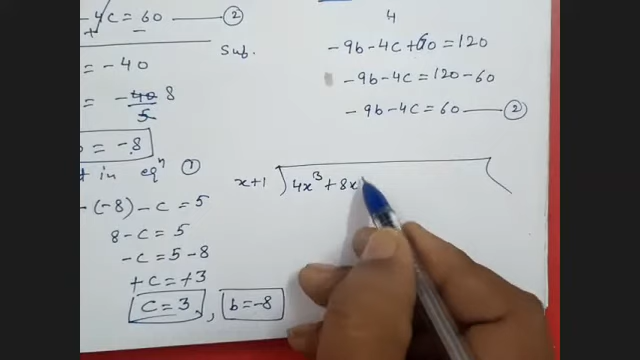 -4c = 60 ——— ②
+ -
= -40
= -40 8
5
= -8
in eqⁿ ①
-(-8) - c = 5
8-c = 5
-c = 5-8
+c = +3
c = 3, b = -8
Sub.
4
-9b-4c+60 = 120
-9b-4c = 120-60
-9b-4c = 60 ——— ②
x+1 ) 4x³ + 8x